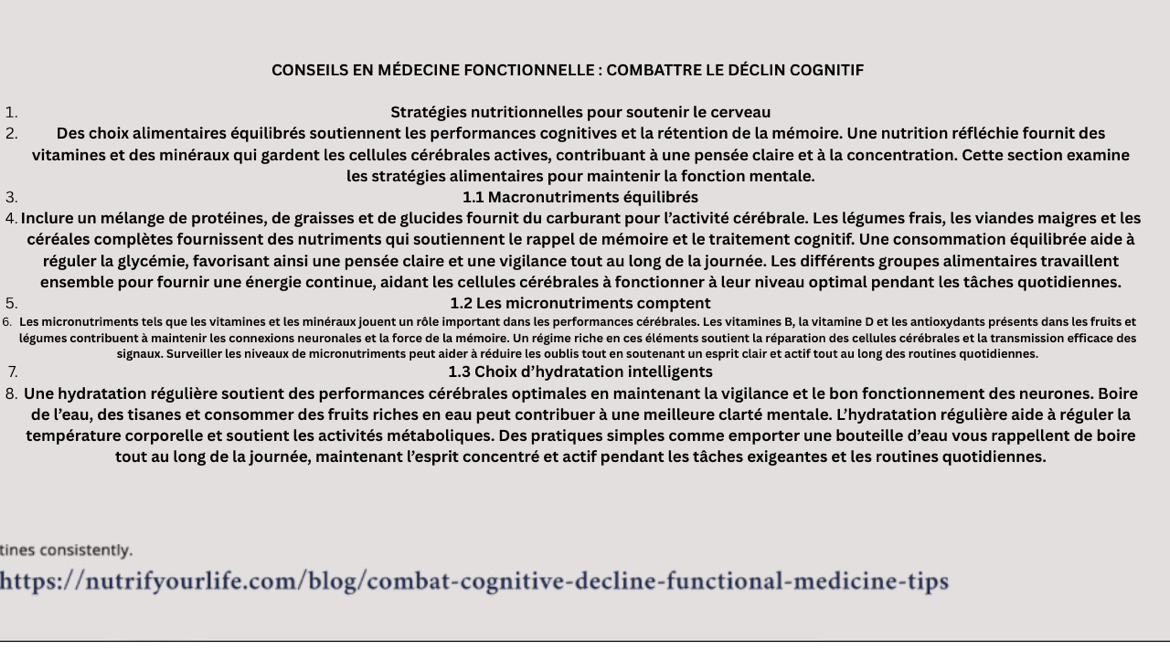 CONSEILS EN MÉDECINE FONCTIONNELLE : COMBATTRE LE DÉCLIN COGNITIF
1. Stratégies nutritionnelles pour soutenir le cerveau
2. Des choix alimentaires équilibrés soutiennent les performances cognitives et la rétention de la mémoire. Une nutrition réfléchie fournit des
vitamines et des minéraux qui gardent les cellules cérébrales actives, contribuant à une pensée claire et à la concentration. Cette section examine
les stratégies alimentaires pour maintenir la fonction mentale.
3. 1.1 Macronutriments équilibrés
4. Inclure un mélange de protéines, de graisses et de glucides fournit du carburant pour l’activité cérébrale. Les légumes frais, les viandes maigres et les
céréales complètes fournissent des nutriments qui soutiennent le rappel de mémoire et le traitement cognitif. Une consommation équilibrée aide à
réguler la glycémie, favorisant ainsi une pensée claire et une vigilance tout au long de la journée. Les différents groupes alimentaires travaillent
ensemble pour fournir une énergie continue, aidant les cellules cérébrales à fonctionner à leur niveau optimal pendant les tâches quotidiennes.
5. 1.2 Les micronutriments comptent
6. Les micronutriments tels que les vitamines et les minéraux jouent un rôle important dans les performances cérébrales. Les vitamines B, la vitamine D et les antioxydants présents dans les fruits et
légumes contribuent à maintenir les connexions neuronales et la force de la mémoire. Un régime riche en ces éléments soutient la réparation des cellules cérébrales et la transmission efficace des
signaux. Surveiller les niveaux de micronutriments peut aider à réduire les oublis tout en soutenant un esprit clair et actif tout au long des routines quotidiennes.
7. 1.3 Choix d’hydratation intelligents
8. Une hydratation régulière soutient des performances cérébrales optimales en maintenant la vigilance et le bon fonctionnement des neurones. Boire
de l’eau, des tisanes et consommer des fruits riches en eau peut contribuer à une meilleure clarté mentale. L’hydratation régulière aide à réguler la
température corporelle et soutient les activités métaboliques. Des pratiques simples comme emporter une bouteille d’eau vous rappellent de boire
tout au long de la journée, maintenant l’esprit concentré et actif pendant les tâches exigeantes et les routines quotidiennes.
tines consistently.
https://nutrifyourlife.com/blog/combat-cognitive-decline-functional-medicine-tips